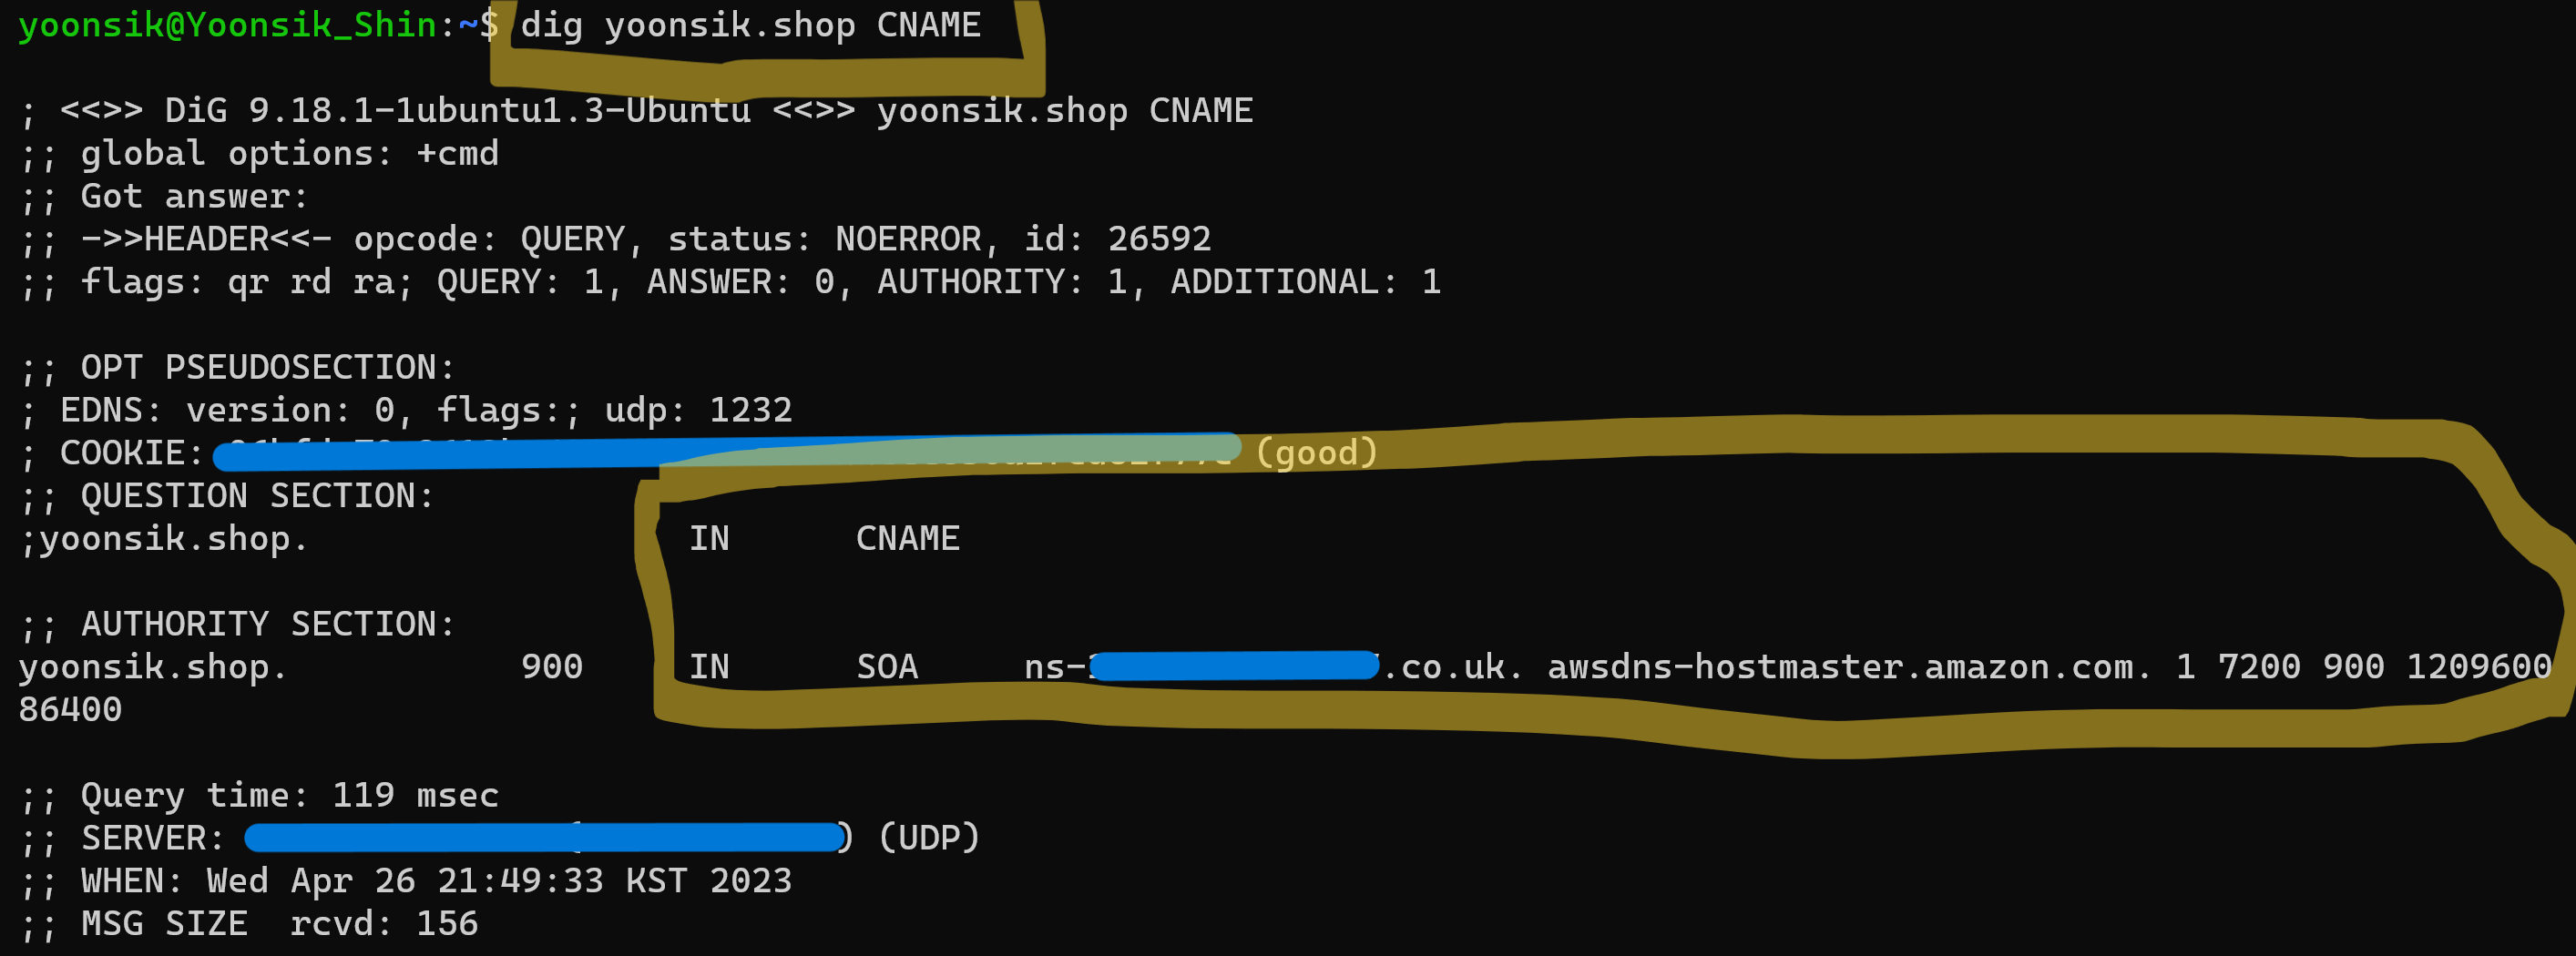 yoonsik@Yoonsik_Shin:~$ dig yoonsik.shop CNAME
; <<>> DiG 9.18.1-1ubuntu1.3-Ubuntu <<>> yoonsik.shop CNAME
;; global options: +cmd
;; Got answer:
;; ->>HEADER<<- opcode: QUERY, status: NOERROR, id: 26592
;; flags: qr rd ra; QUERY: 1, ANSWER: 0, AUTHORITY: 1, ADDITIONAL: 1
;; OPT PSEUDOSECTION:
; EDNS: version: 0, flags:; udp: 1232
; COOKIE: (good)
;; QUESTION SECTION:
;yoonsik.shop. IN CNAME
;; AUTHORITY SECTION:
yoonsik.shop. 900 IN SOA ns- .co.uk. awsdns-hostmaster.amazon.com. 1 7200 900 1209600
86400
;; Query time: 119 msec
;; SERVER: ) (UDP)
;; WHEN: Wed Apr 26 21:49:33 KST 2023
;; MSG SIZE rcvd: 156